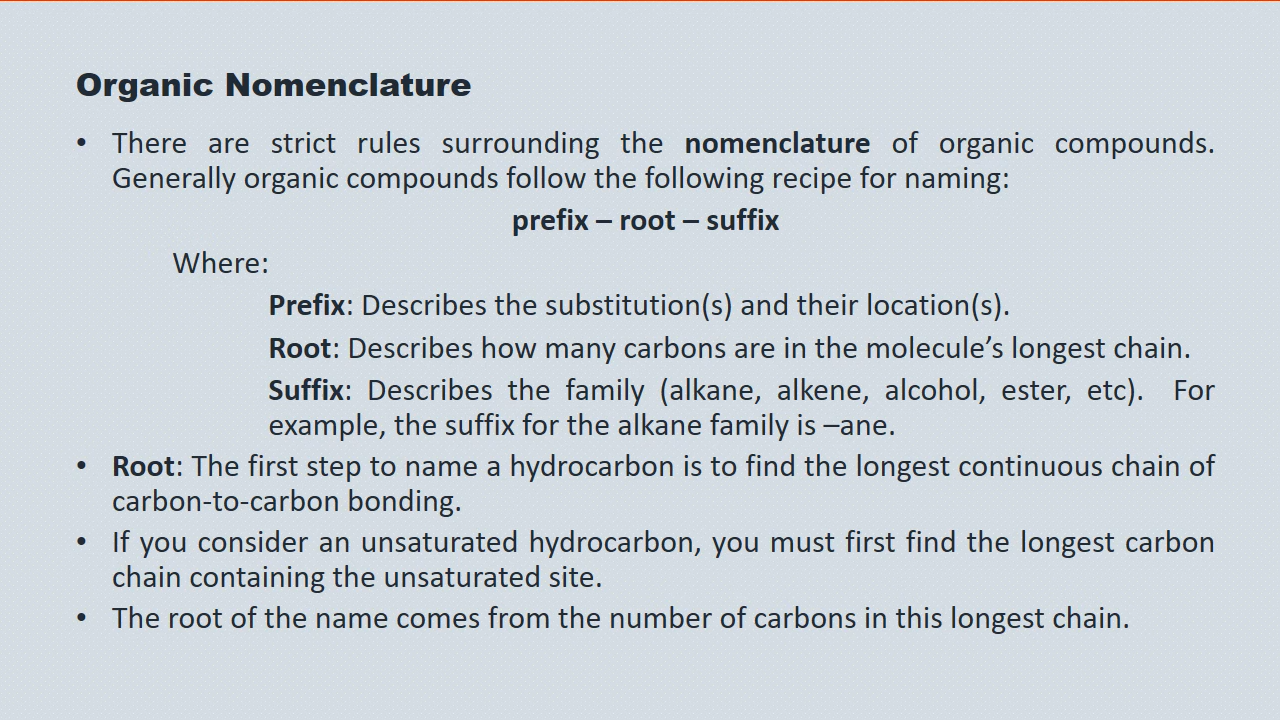 Organic Nomenclature
• There are strict rules surrounding the nomenclature of organic compounds.
Generally organic compounds follow the following recipe for naming:
prefix – root – suffix
Where:
Prefix: Describes the substitution(s) and their location(s).
Root: Describes how many carbons are in the molecule’s longest chain.
Suffix: Describes the family (alkane, alkene, alcohol, ester, etc). For
example, the suffix for the alkane family is –ane.
• Root: The first step to name a hydrocarbon is to find the longest continuous chain of
carbon-to-carbon bonding.
• If you consider an unsaturated hydrocarbon, you must first find the longest carbon
chain containing the unsaturated site.
• The root of the name comes from the number of carbons in this longest chain.